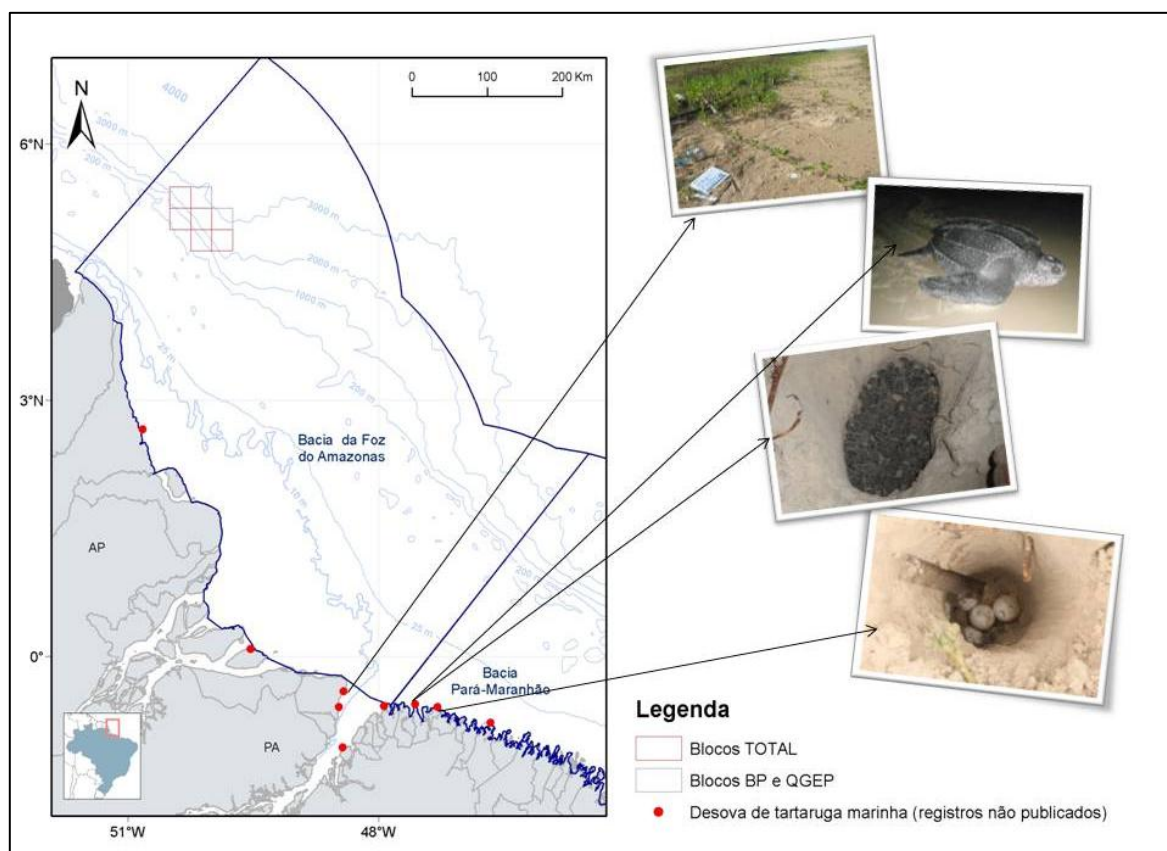 N
0 100 200 Km
4000
3000 m
200 m
6°N
3000 m
2000 m
1000 m
25 m
200 m
3°N
Bacia da Foz
do Amazonas
10 m
AP
200 m
25 m
0°
Bacia
Pará-Maranhão
PA
51°W
48°W
Legenda
Blocos TOTAL
Blocos BP e QGEP
Desova de tartaruga marinha (registros não publicados)